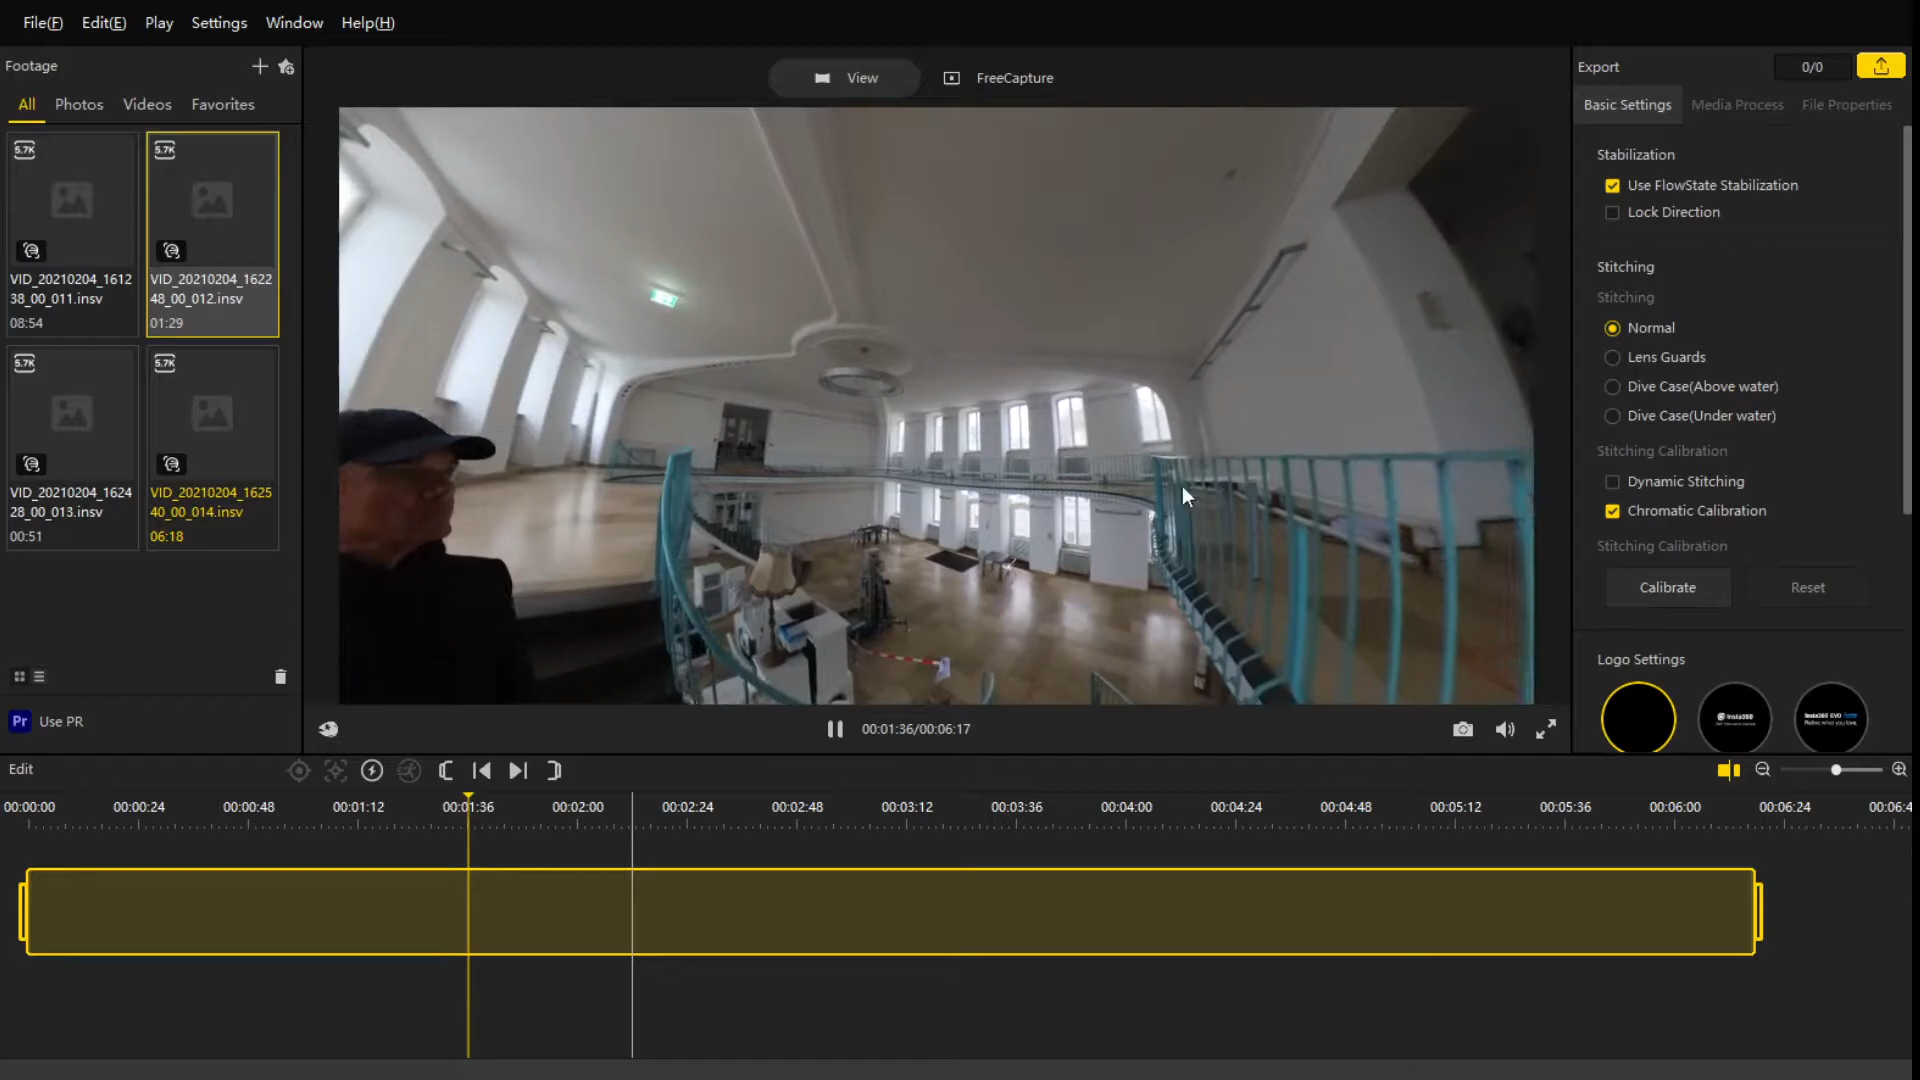 File(F) Edit(E) Play Settings Window Help(H)
Footage
All Photos Videos Favorites
5.7K
VID_20210204_1612
38_00_011.insv
08:54
5.7K
VID_20210204_1622
48_00_012.insv
01:29
5.7K
VID_20210204_1624
28_00_013.insv
00:51
5.7K
VID_20210204_1625
40_00_014.insv
06:18
Pr Use PR
View FreeCapture
00:01:36/00:06:17
Export 0/0
Basic Settings Media Process File Properties
Stabilization
Use FlowState Stabilization
Lock Direction
Stitching
Stitching
Normal
Lens Guards
Dive Case(Above water)
Dive Case(Under water)
Stitching Calibration
Dynamic Stitching
Chromatic Calibration
Stitching Calibration
Calibrate Reset
Logo Settings
Insta360
Insta360 EVO
Edit
00:00:00 00:00:24 00:00:48 00:01:12 00:01:36 00:02:00 00:02:24 00:02:48 00:03:12 00:03:36 00:04:00 00:04:24 00:04:48 00:05:12 00:05:36 00:06:00 00:06:24 00:06:4